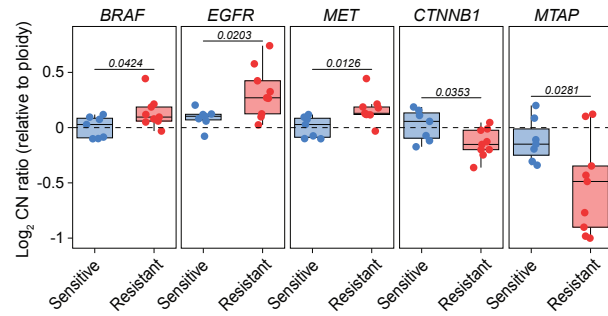 BRAF EGFR MET CTNNB1 MTAP
0.0424 0.0203 0.0126 0.0353 0.0281
Log2 CN ratio (relative to ploidy)
0.5
0
-0.5
-1
Sensitive Resistant Sensitive Resistant Sensitive Resistant Sensitive Resistant Sensitive Resistant